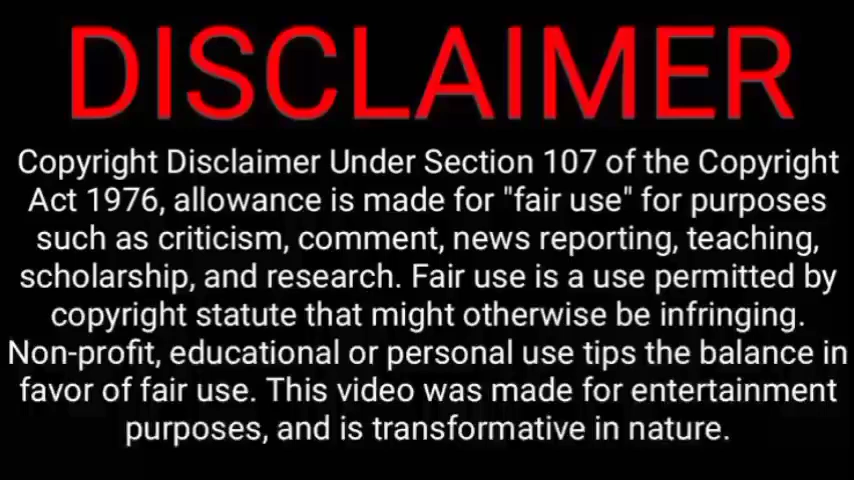 DISCLAIMER
Copyright Disclaimer Under Section 107 of the Copyright
Act 1976, allowance is made for "fair use" for purposes
such as criticism, comment, news reporting, teaching,
scholarship, and research. Fair use is a use permitted by
copyright statute that might otherwise be infringing.
Non-profit, educational or personal use tips the balance in
favor of fair use. This video was made for entertainment
purposes, and is transformative in nature.